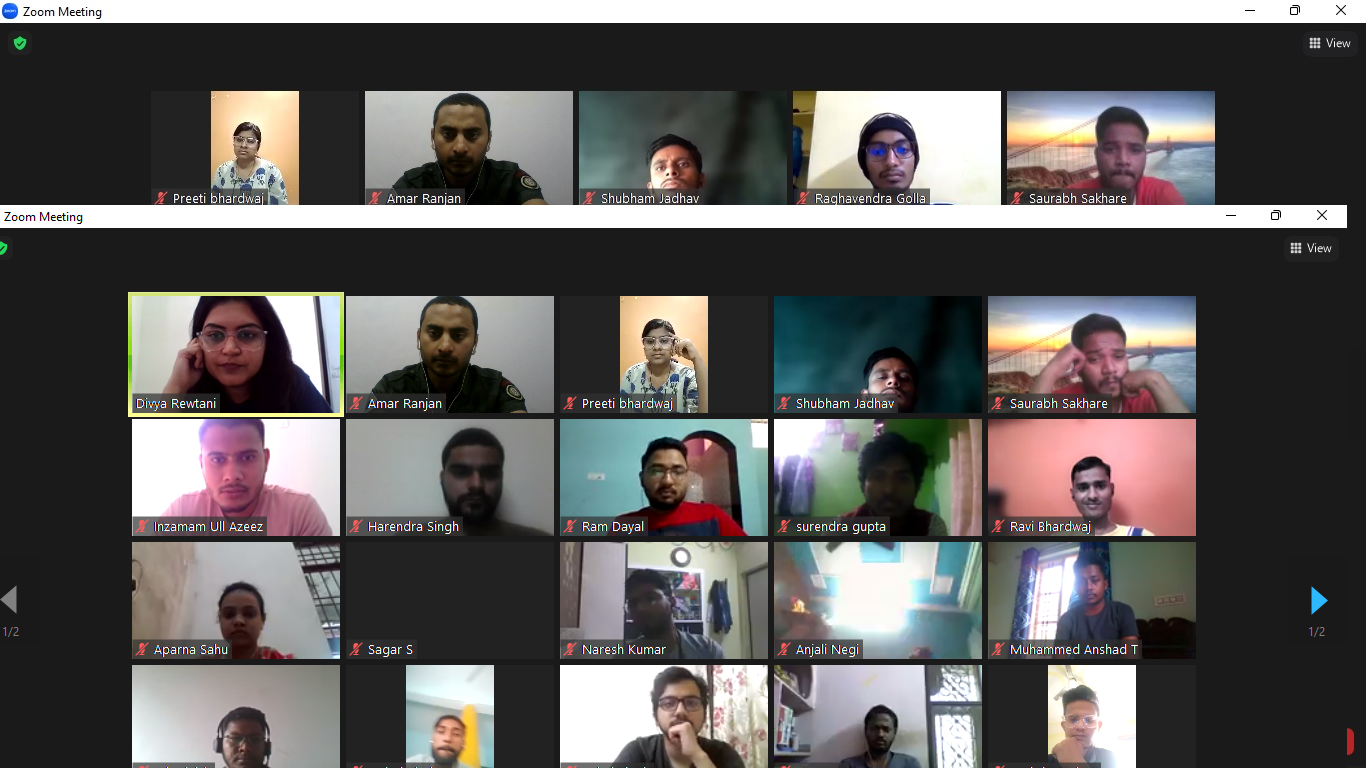 Zoom Meeting
View
Preeti bhardwaj
Amar Ranjan
Shubham Jadhav
Raghavendra Golla
Saurabh Sakhare
Zoom Meeting
View
Divya Rewtani
Amar Ranjan
Preeti bhardwaj
Shubham Jadhav
Saurabh Sakhare
Inzamam Ull Azeez
Harendra Singh
Ram Dayal
surendra gupta
Ravi Bhardwaj
Aparna Sahu
Sagar S
Naresh Kumar
Anjali Negi
Muhammed Anshad T
1/2
1/2